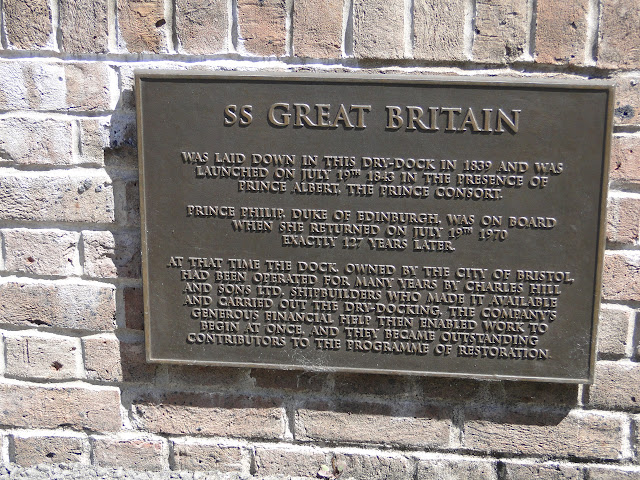 SS GREAT BRITAIN
WAS LAID DOWN IN THIS DRY-DOCK IN 1839 AND WAS
LAUNCHED ON JULY 19TH 1843 IN THE PRESENCE OF
PRINCE ALBERT, THE PRINCE CONSORT.
PRINCE PHILIP, DUKE OF EDINBURGH, WAS ON BOARD
WHEN SHE RETURNED ON JULY 19TH 1970
EXACTLY 127 YEARS LATER.
AT THAT TIME THE DOCK, OWNED BY THE CITY OF BRISTOL,
HAD BEEN OPERATED FOR MANY YEARS BY CHARLES HILL
AND SONS LTD, SHIPBUILDERS WHO MADE IT AVAILABLE
AND CARRIED OUT THE DRY-DOCKING. THE COMPANY'S
GENEROUS FINANCIAL HELP THEN ENABLED WORK TO
BEGIN AT ONCE, AND THEY BECAME OUTSTANDING
CONTRIBUTORS TO THE PROGRAMME OF RESTORATION.